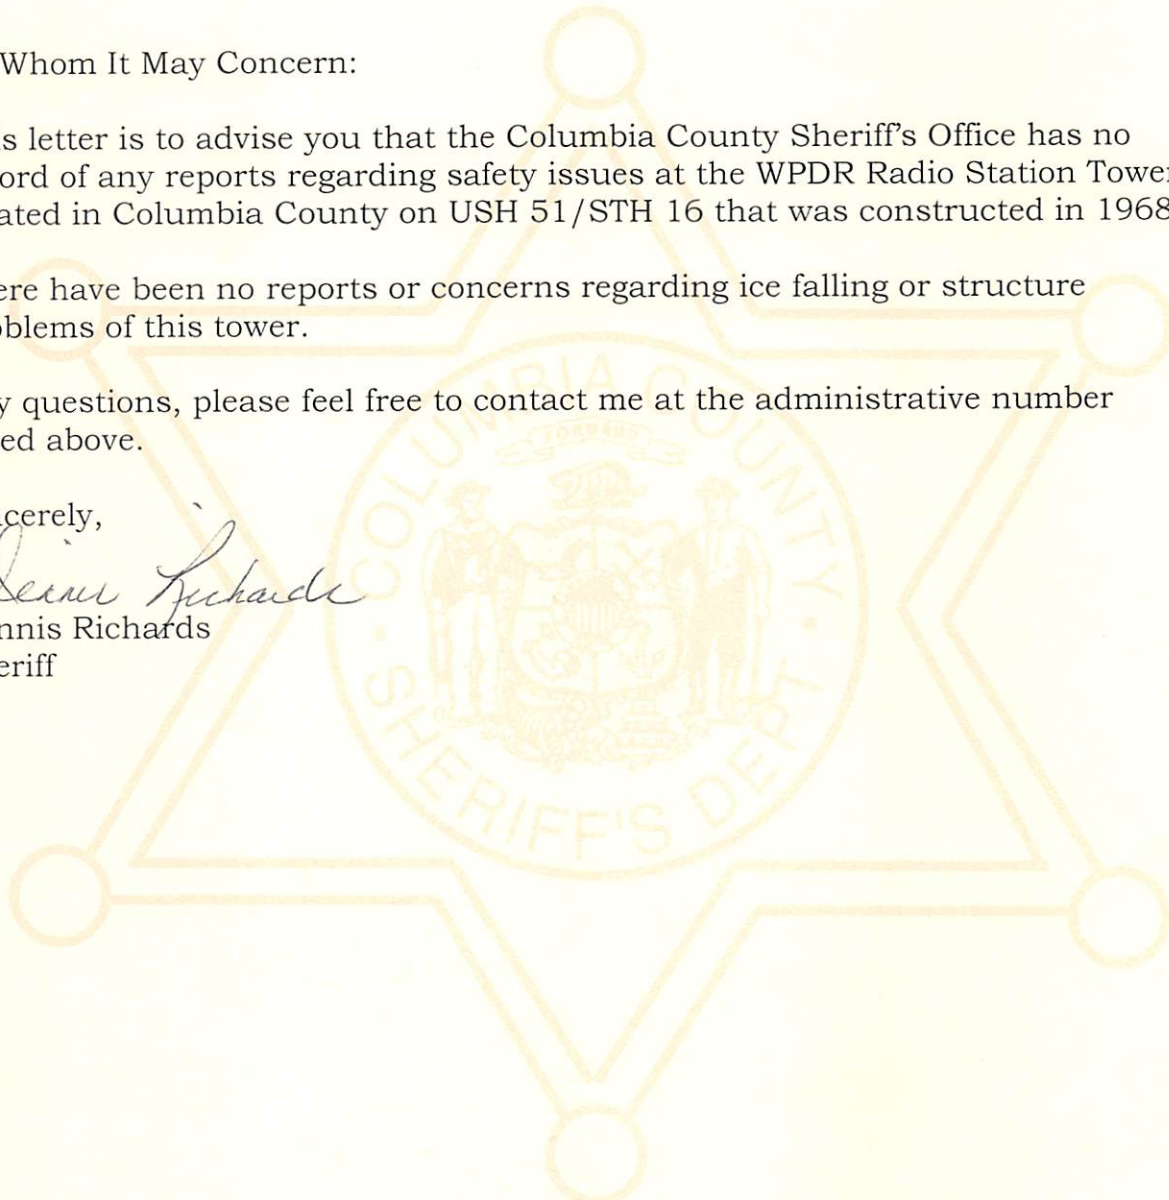 Whom It May Concern:
s letter is to advise you that the Columbia County Sheriff's Office has no
ord of any reports regarding safety issues at the WPDR Radio Station Tower
ated in Columbia County on USH 51/STH 16 that was constructed in 1968
ere have been no reports or concerns regarding ice falling or structure
oblems of this tower.
y questions, please feel free to contact me at the administrative number
ed above.
cerely,
Dennis Richards
nnis Richards
eriff
COLUMBIA COUNTY
FORWARD
SHERIFF'S DEPT